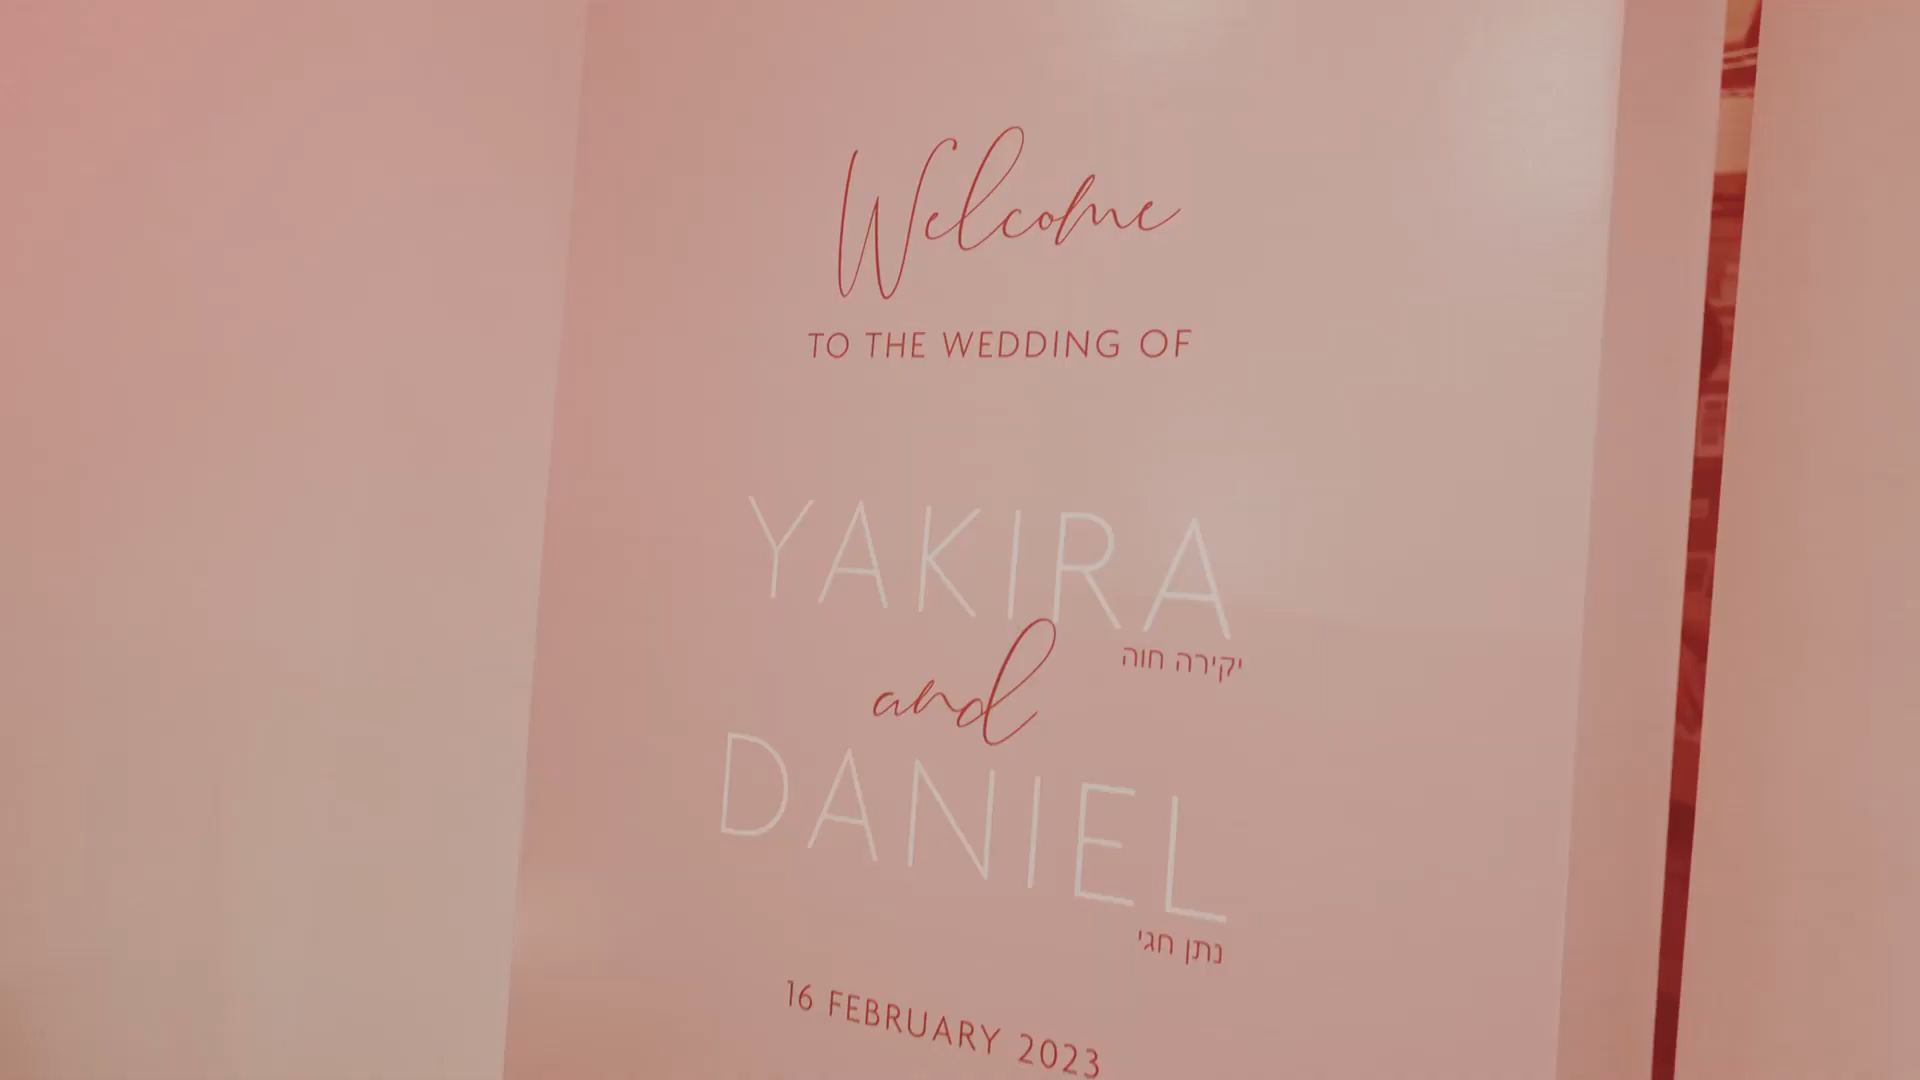 Welcome
TO THE WEDDING OF
YAKIRA
יקירה חוה
and
DANIEL
נתן חגי
16 FEBRUARY 2023